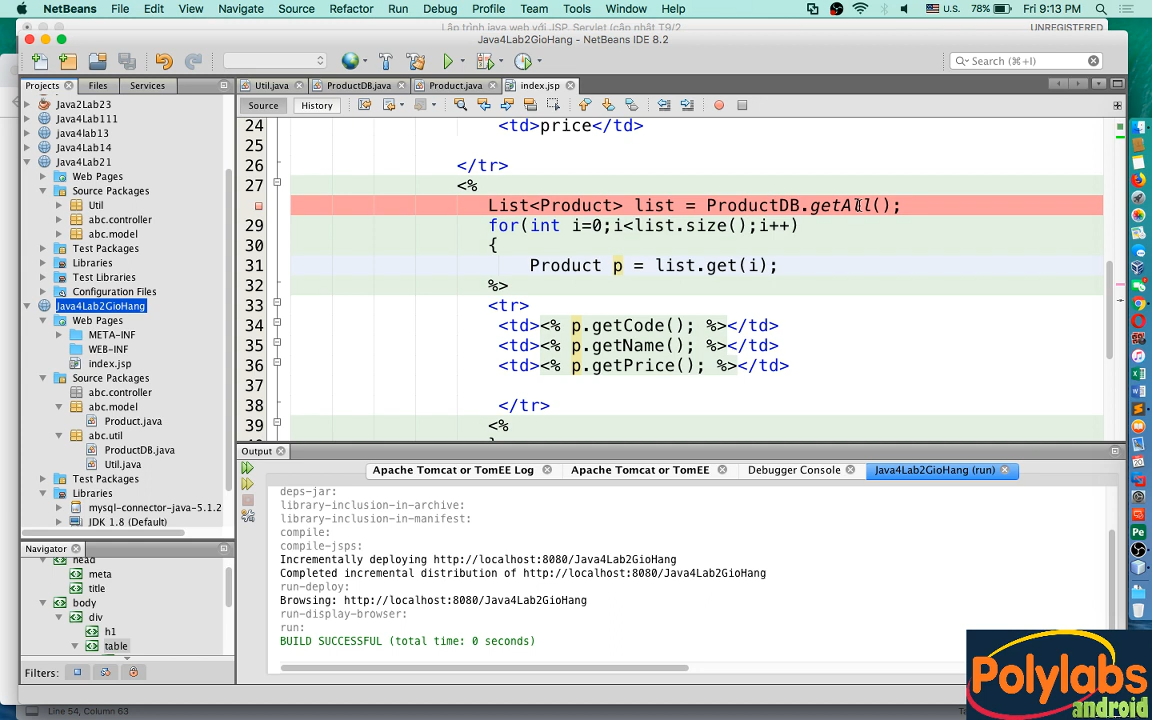 NetBeans File Edit View Navigate Source Refactor Run Debug Profile Team Tools Window Help U.S. 78% Fri 9:13 PM
Lập trình java web với JSP, Servlet (cập nhật T9/2 UNREGISTERED
Java4Lab2GioHang - NetBeans IDE 8.2
Search (⌘+I)
Projects Files Services
Util.java ProductDB.java Product.java index.jsp
Source History
Java2Lab23
Java4Lab111
java4lab13
Java4Lab14
Java4Lab21
Web Pages
Source Packages
Util
abc.controller
abc.model
Test Packages
Libraries
Test Libraries
Configuration Files
Java4Lab2GioHang
Web Pages
META-INF
WEB-INF
index.jsp
Source Packages
abc.controller
abc.model
Product.java
abc.util
ProductDB.java
Util.java
Test Packages
Libraries
mysql-connector-java-5.1.2
JDK 1.8 (Default)
24 <td>price</td>
25
26 </tr>
27 <%
List<Product> list = ProductDB.getAll();
29 for(int i=0;i<list.size();i++)
30 {
31 Product p = list.get(i);
32 %>
33 <tr>
34 <td><% p.getCode(); %></td>
35 <td><% p.getName(); %></td>
36 <td><% p.getPrice(); %></td>
37
38 </tr>
39 <%
Navigator
head
meta
title
body
div
h1
table
Filters:
Output
Apache Tomcat or TomEE Log Apache Tomcat or TomEE Debugger Console Java4Lab2GioHang (run)
deps-jar:
library-inclusion-in-archive:
library-inclusion-in-manifest:
compile:
compile-jsps:
Incrementally deploying http://localhost:8080/Java4Lab2GioHang
Completed incremental distribution of http://localhost:8080/Java4Lab2GioHang
run-deploy:
Browsing: http://localhost:8080/Java4Lab2GioHang
run-display-browser:
run:
BUILD SUCCESSFUL (total time: 0 seconds)
Line 54, Column 63
Polylabs
android